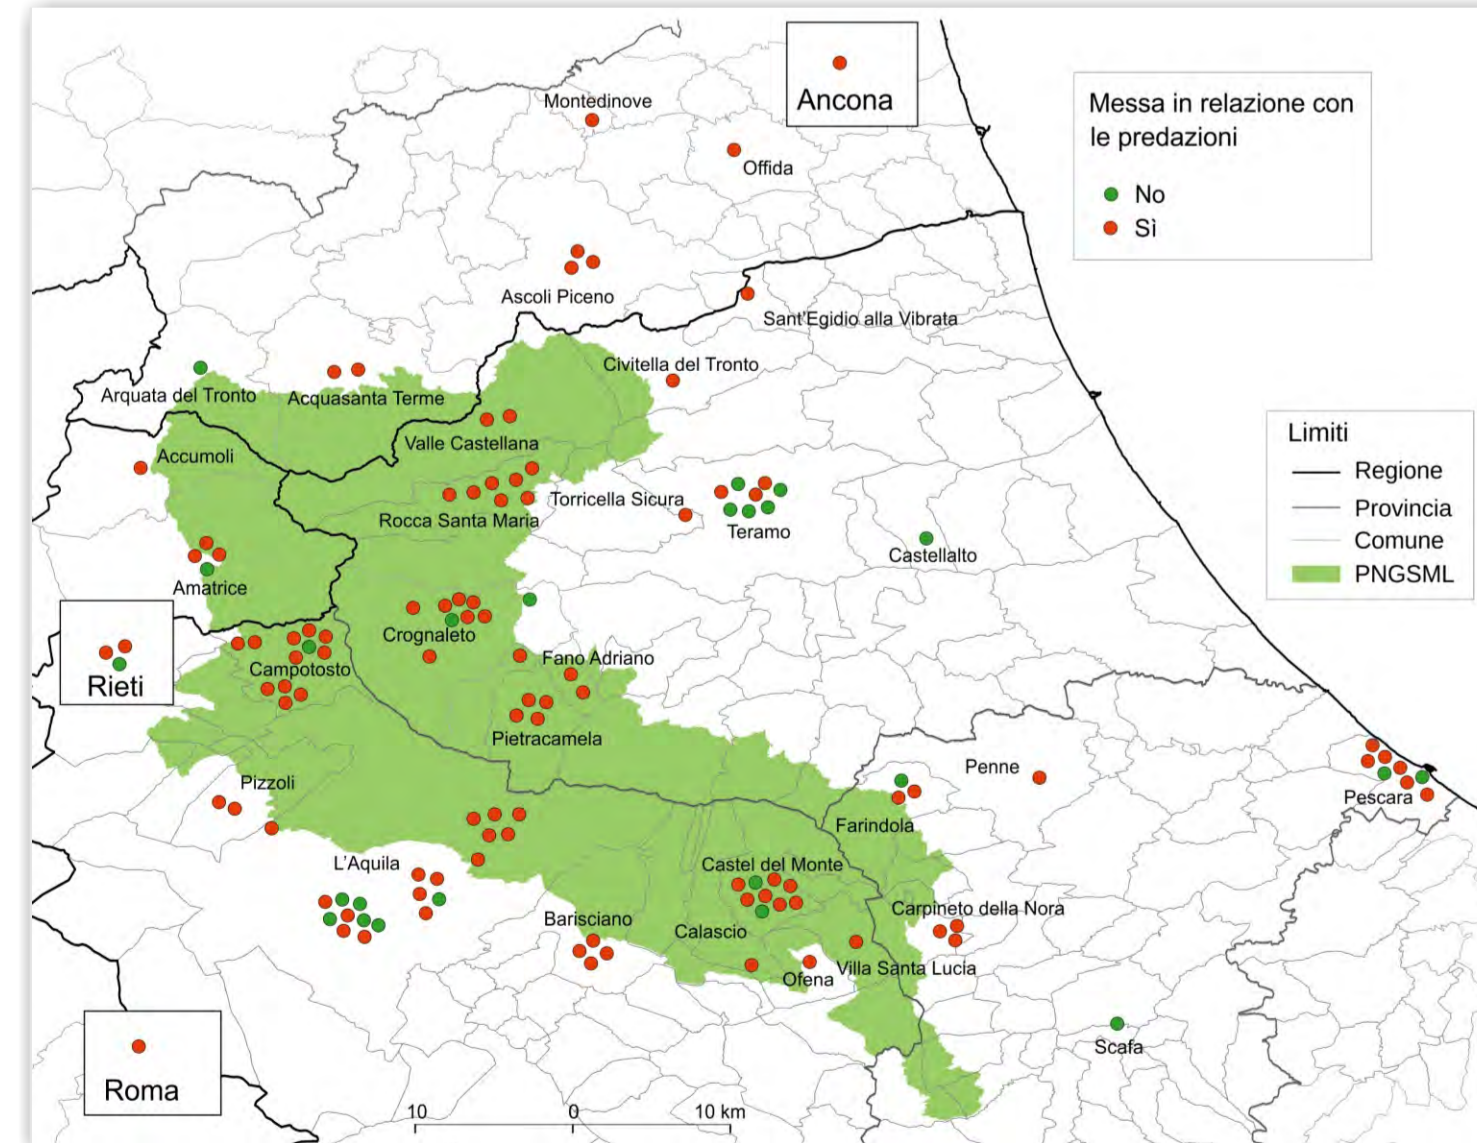 Ancona
Montedinove
Offida
Messa in relazione con
le predazioni
No
Sì
Ascoli Piceno
Sant'Egidio alla Vibrata
Civitella del Tronto
Arquata del Tronto
Acquasanta Terme
Valle Castellana
Accumoli
Limiti
Regione
Provincia
Comune
PNGSML
Torricella Sicura
Rocca Santa Maria
Teramo
Castellalto
Amatrice
Crognaleto
Fano Adriano
Campotosto
Rieti
Pietracamela
Pizzoli
Penne
Pescara
Farindola
L'Aquila
Castel del Monte
Carpineto della Nora
Barisciano
Calascio
Villa Santa Lucia
Ofena
Scafa
Roma
10 0 10 km